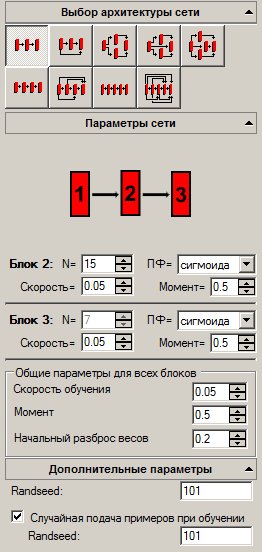 Выбор архитектуры сети
Параметры сети
1 2 3
Блок 2: N= 15 ПФ= сигмоида
Скорость= 0.05 Момент= 0.5
Блок 3: N= 7 ПФ= сигмоида
Скорость= 0.05 Момент= 0.5
Общие параметры для всех блоков
Скорость обучения 0.05
Момент 0.5
Начальный разброс весов 0.2
Дополнительные параметры
Randseed: 101
Случайная подача примеров при обучении
Randseed: 101